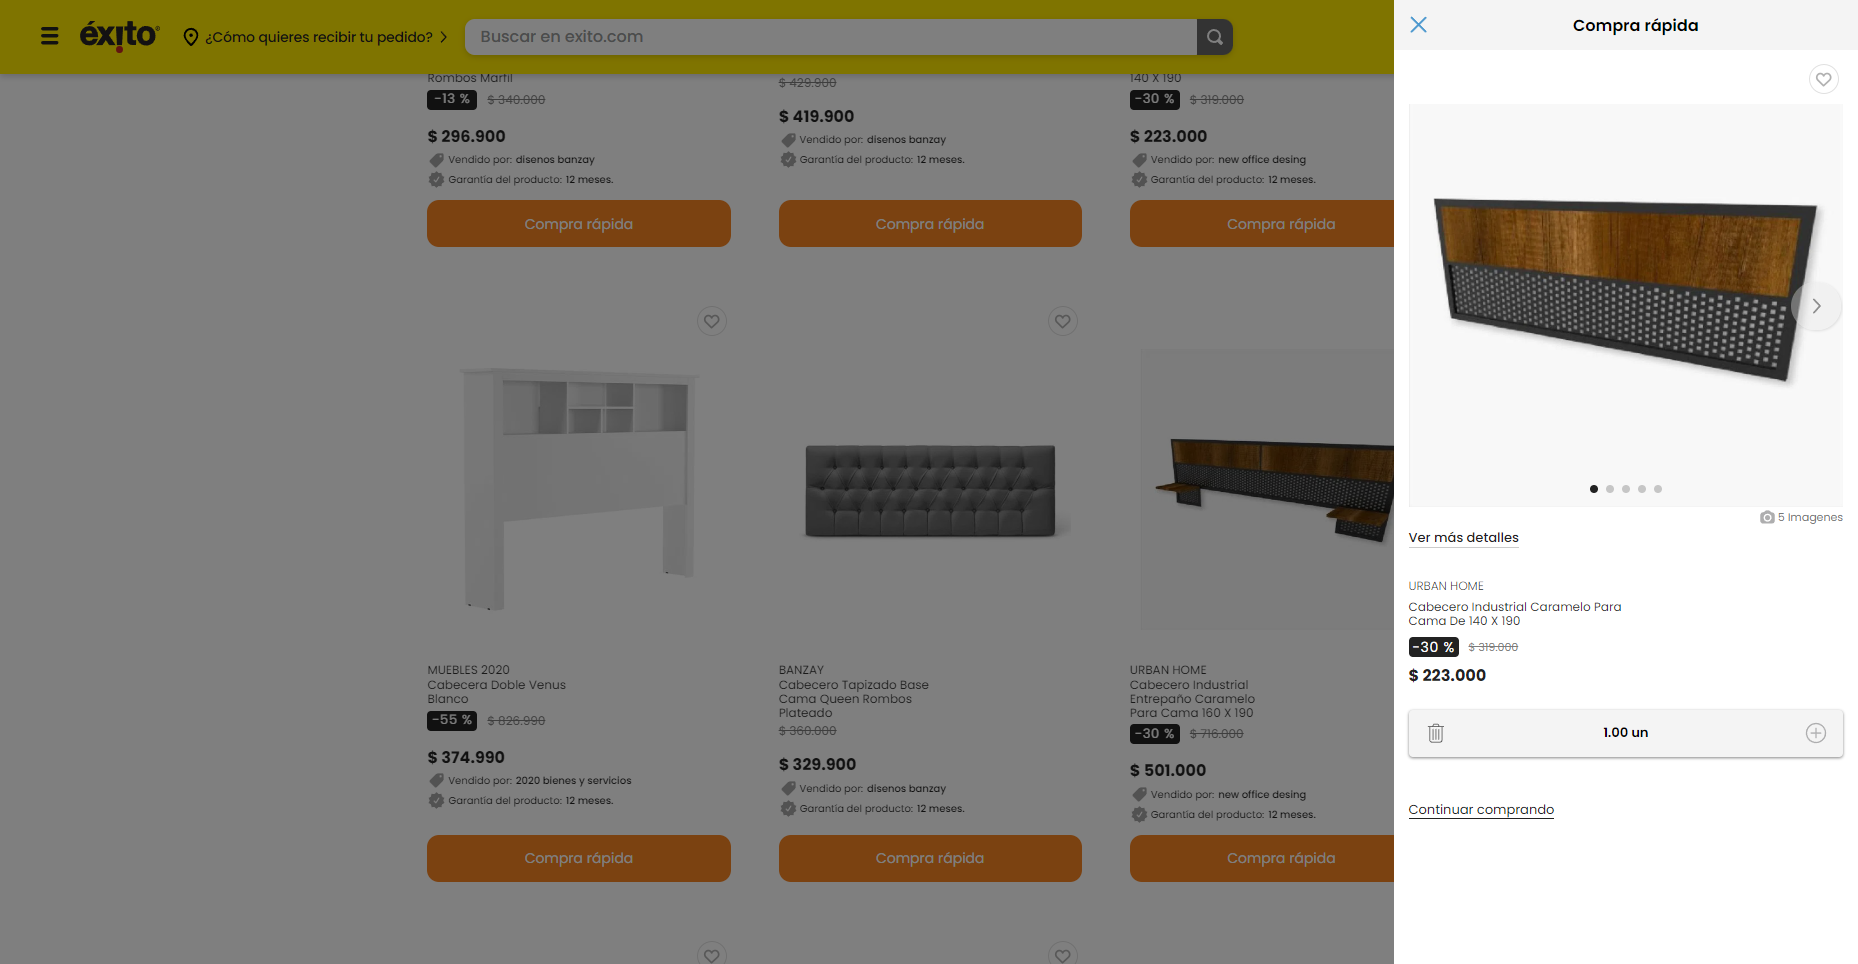 éxito
¿Cómo quieres recibir tu pedido?
Buscar en exito.com
Rombos Marfil
-13 % $ 340.000
$ 296.900
Vendido por: disenos banzay
Garantía del producto: 12 meses.
Compra rápida
$ 429.900
$ 419.900
Vendido por: disenos banzay
Garantía del producto: 12 meses.
Compra rápida
140 X 190
-30 % $ 319.000
$ 223.000
Vendido por: new office desing
Garantía del producto: 12 meses.
Compra rápida
MUEBLES 2020
Cabecera Doble Venus
Blanco
-55 % $ 826.990
$ 374.990
Vendido por: 2020 bienes y servicios
Garantía del producto: 12 meses.
Compra rápida
BANZAY
Cabecero Tapizado Base
Cama Queen Rombos
Plateado
$ 360.000
$ 329.900
Vendido por: disenos banzay
Garantía del producto: 12 meses.
Compra rápida
URBAN HOME
Cabecero Industrial
Entrepaño Caramelo
Para Cama 160 X 190
-30 % $ 716.000
$ 501.000
Vendido por: new office desing
Garantía del producto: 12 meses.
Compra rápida
Compra rápida
5 Imagenes
Ver más detalles
URBAN HOME
Cabecero Industrial Caramelo Para
Cama De 140 X 190
-30 % $ 319.000
$ 223.000
1.00 un
Continuar comprando